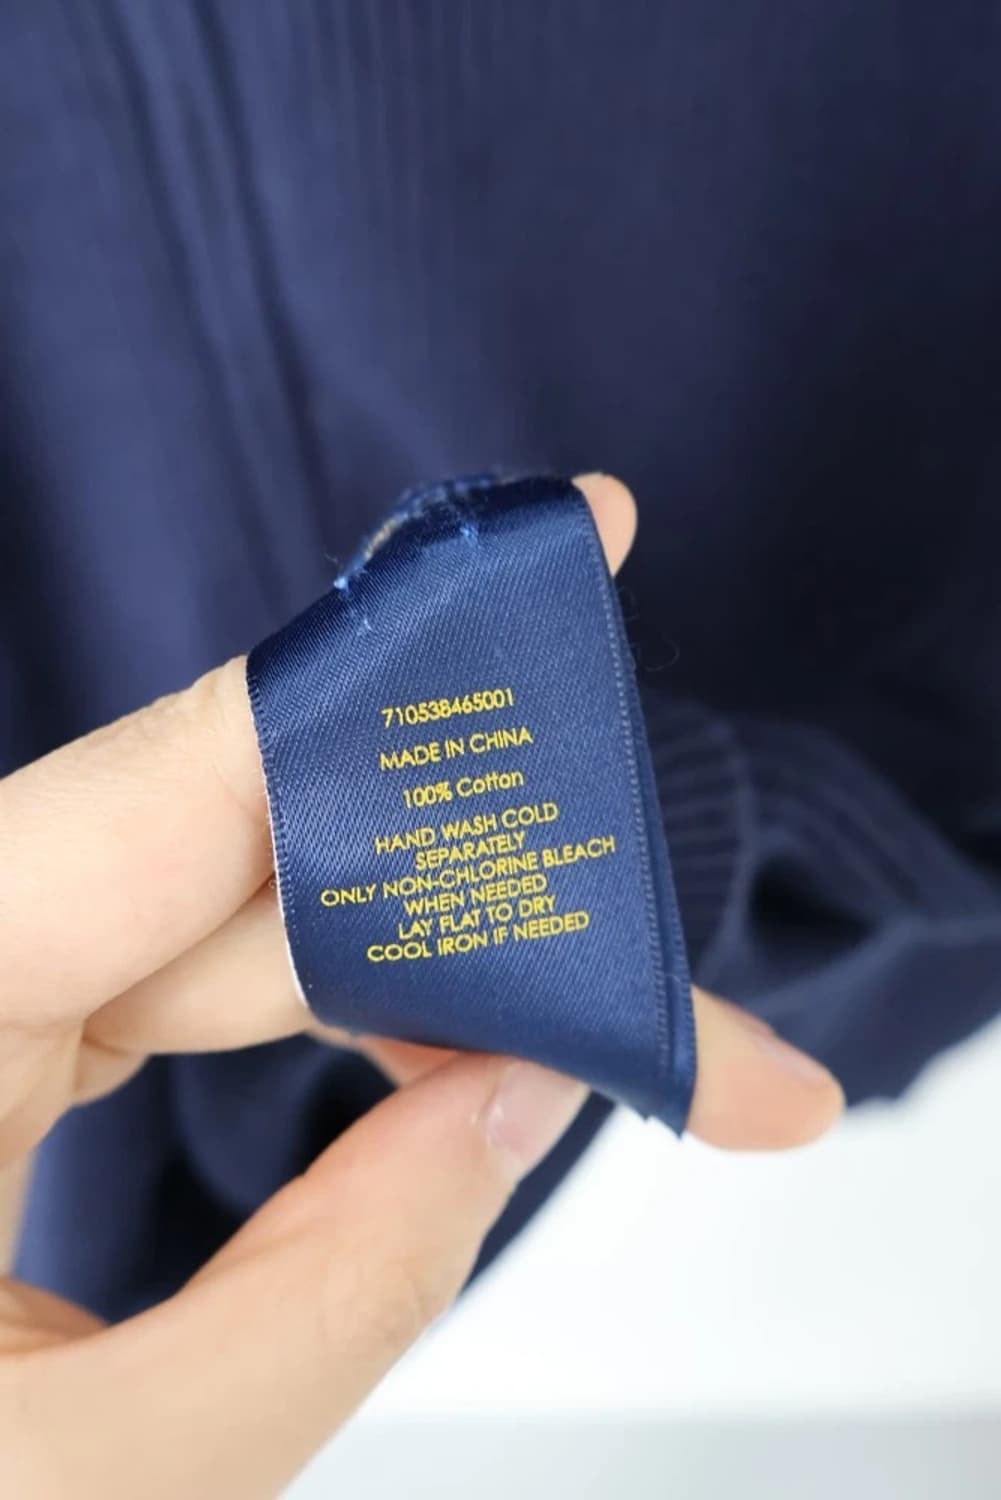 710538465001
MADE IN CHINA
100% Cotton
HAND WASH COLD
SEPARATELY
ONLY NON-CHLORINE BLEACH
WHEN NEEDED
LAY FLAT TO DRY
COOL IRON IF NEEDED